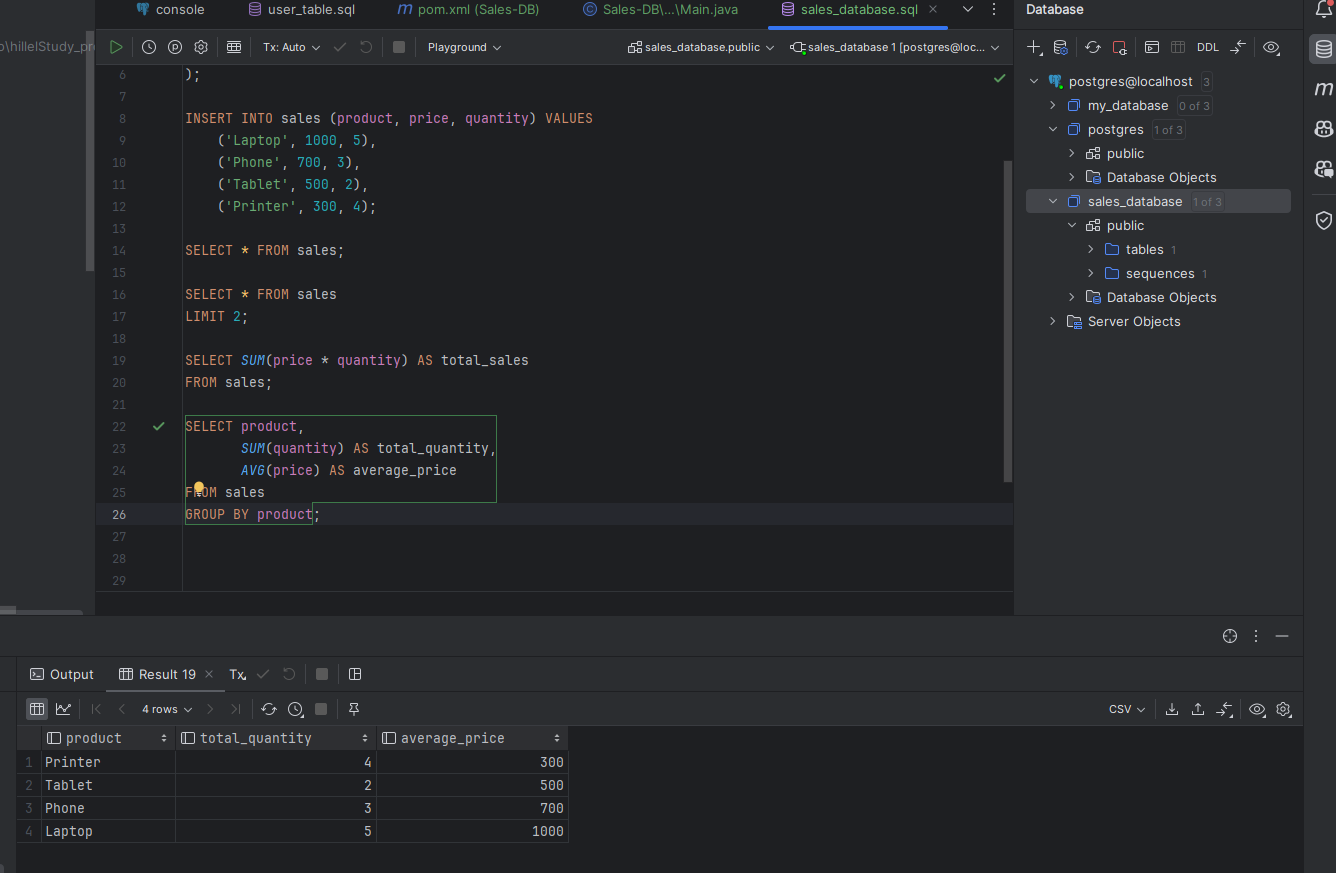 console
user_table.sql
pom.xml (Sales-DB)
Sales-DB\...\Main.java
sales_database.sql
Database
Tx: Auto
Playground
sales_database.public
sales_database 1 [postgres@loc...
DDL
6 );
7
8 INSERT INTO sales (product, price, quantity) VALUES
9 ('Laptop', 1000, 5),
10 ('Phone', 700, 3),
11 ('Tablet', 500, 2),
12 ('Printer', 300, 4);
13
14 SELECT * FROM sales;
15
16 SELECT * FROM sales
17 LIMIT 2;
18
19 SELECT SUM(price * quantity) AS total_sales
20 FROM sales;
21
22 SELECT product,
23 SUM(quantity) AS total_quantity,
24 AVG(price) AS average_price
25 FROM sales
26 GROUP BY product;
27
28
29
postgres@localhost 3
my_database 0 of 3
postgres 1 of 3
public
Database Objects
sales_database 1 of 3
public
tables 1
sequences 1
Database Objects
Server Objects
Output
Result 19
Tx
4 rows
CSV
product total_quantity average_price
1 Printer 4 300
2 Tablet 2 500
3 Phone 3 700
4 Laptop 5 1000